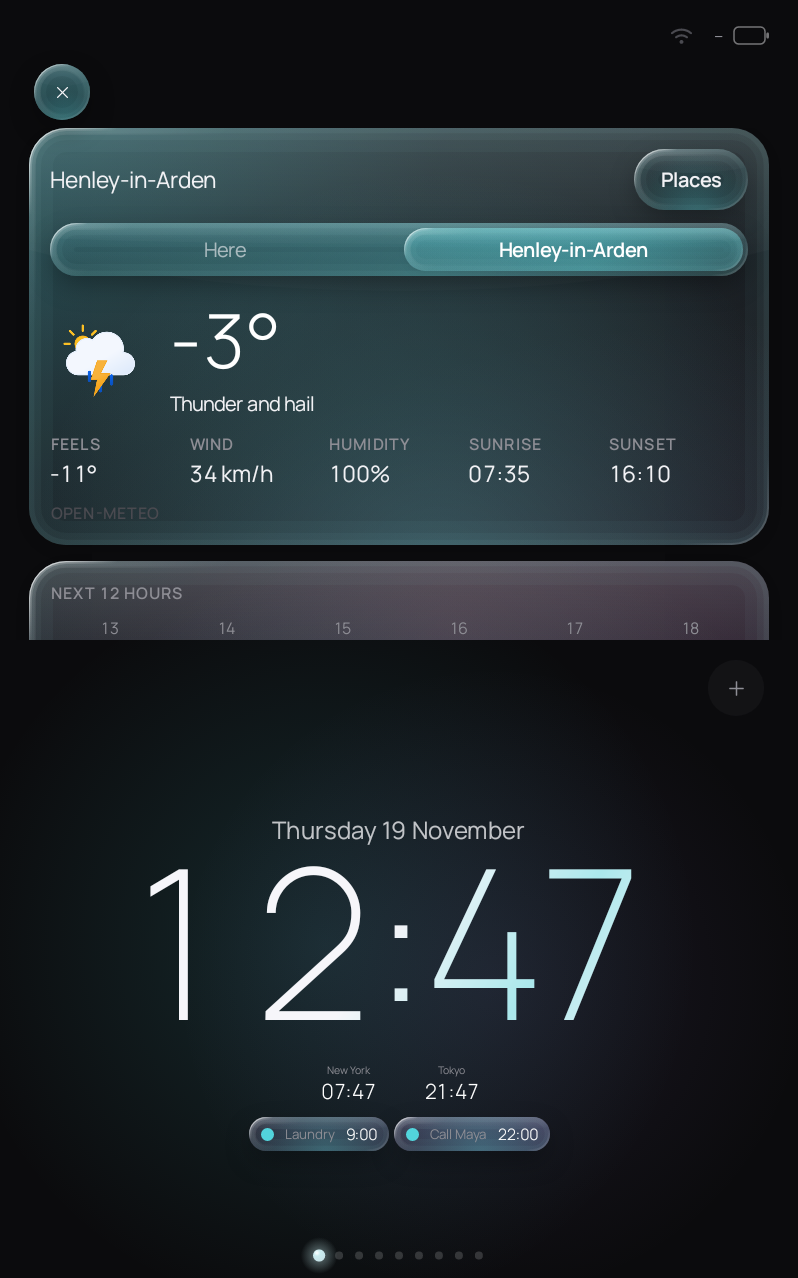 –
Henley-in-Arden
Places
Here
Henley-in-Arden
-3°
Thunder and hail
FEELS WIND HUMIDITY SUNRISE SUNSET
-11° 34 km/h 100% 07:35 16:10
OPEN-METEO
NEXT 12 HOURS
13 14 15 16 17 18
+
Thursday 19 November
12:47
New York Tokyo
07:47 21:47
Laundry 9:00 Call Maya 22:00